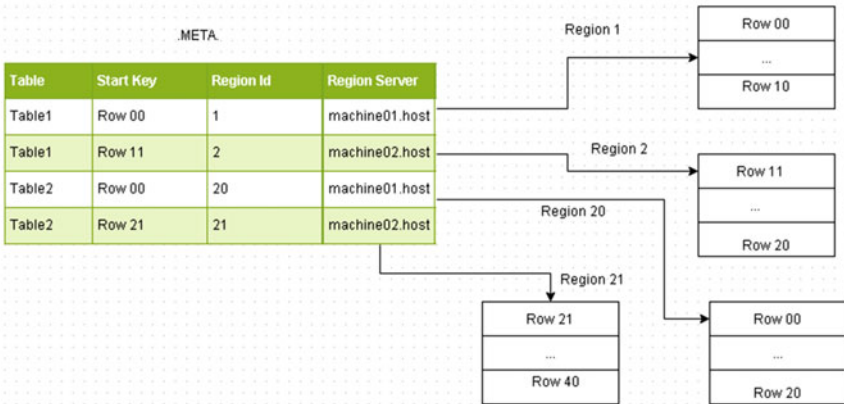 .META.
Table Start Key Region Id Region Server
Table1 Row 00 1 machine01.host
Table1 Row 11 2 machine02.host
Table2 Row 00 20 machine01.host
Table2 Row 21 21 machine02.host
Region 1
Row 00
...
Row 10
Region 2
Row 11
...
Row 20
Region 20
Row 00
...
Row 20
Region 21
Row 21
...
Row 40